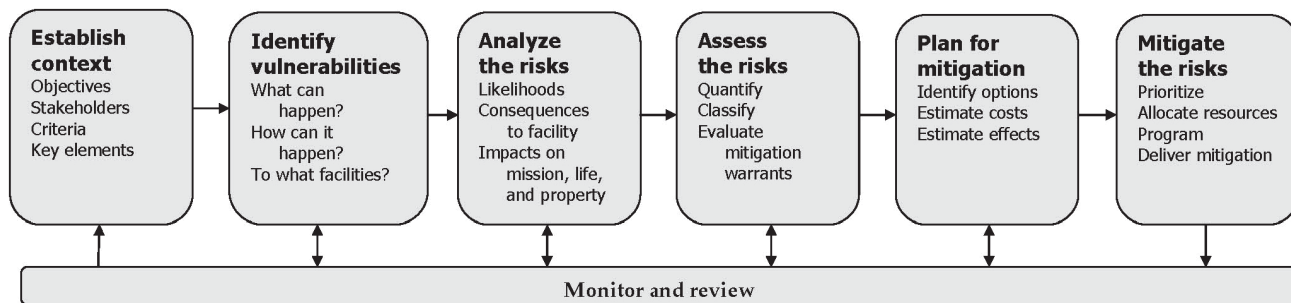 Establish
context
Objectives
Stakeholders
Criteria
Key elements
Identify
vulnerabilities
What can
happen?
How can it
happen?
To what facilities?
Analyze
the risks
Likelihoods
Consequences
to facility
Impacts on
mission, life,
and property
Assess
the risks
Quantify
Classify
Evaluate
mitigation
warrants
Plan for
mitigation
Identify options
Estimate costs
Estimate effects
Mitigate
the risks
Prioritize
Allocate resources
Program
Deliver mitigation
Monitor and review